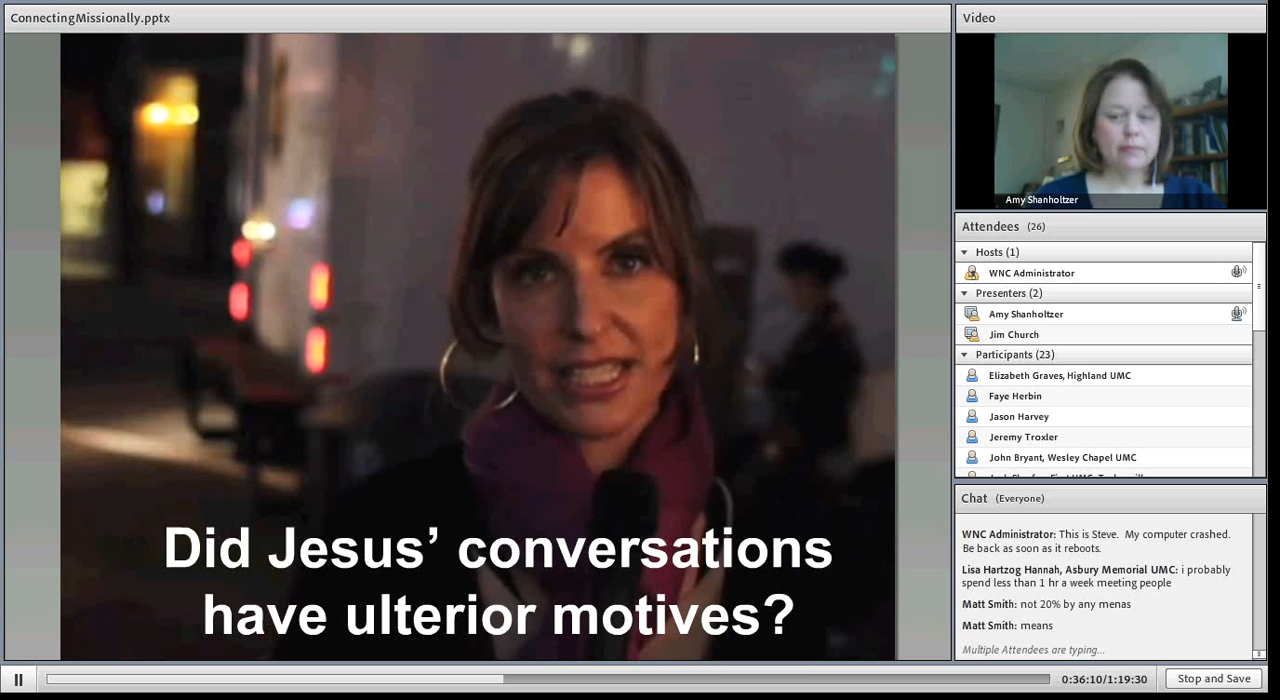 ConnectingMissionally.pptx
Did Jesus’ conversations
have ulterior motives?
Video
Amy Shanholtzer
Attendees (26)
Hosts (1)
WNC Administrator
Presenters (2)
Amy Shanholtzer
Jim Church
Participants (23)
Elizabeth Graves, Highland UMC
Faye Herbin
Jason Harvey
Jeremy Troxler
John Bryant, Wesley Chapel UMC
Chat (Everyone)
WNC Administrator: This is Steve. My computer crashed.
Be back as soon as it reboots.
Lisa Hartzog Hannah, Asbury Memorial UMC: i probably
spend less than 1 hr a week meeting people
Matt Smith: not 20% by any menas
Matt Smith: means
Multiple Attendees are typing...
0:36:10/1:19:30
Stop and Save